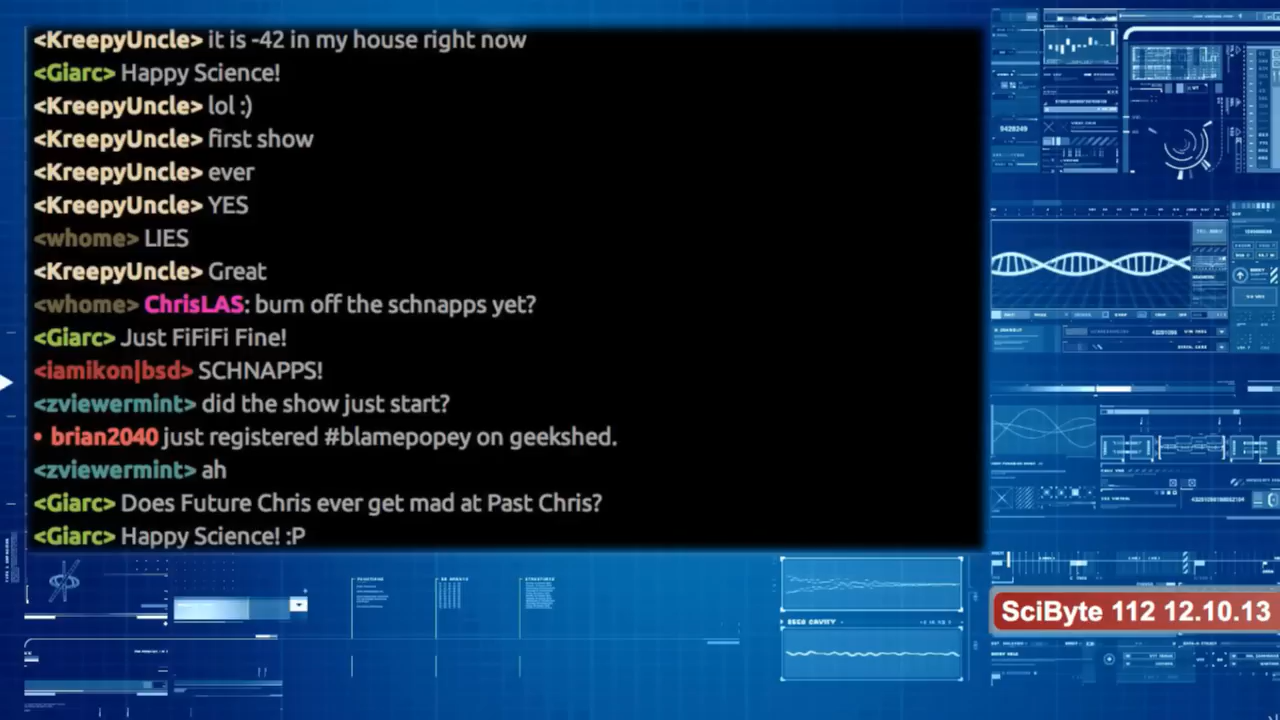 <KreepyUncle> it is -42 in my house right now
<Giarc> Happy Science!
<KreepyUncle> lol :)
<KreepyUncle> first show
<KreepyUncle> ever
<KreepyUncle> YES
<whome> LIES
<KreepyUncle> Great
<whome> ChrisLAS: burn off the schnapps yet?
<Giarc> Just FiFiFi Fine!
<iamikon|bsd> SCHNAPPS!
<zviewermint> did the show just start?
• brian2040 just registered #blamepopey on geekshed.
<zviewermint> ah
<Giarc> Does Future Chris ever get mad at Past Chris?
<Giarc> Happy Science! :P
9428249
SciByte 112 12.10.13